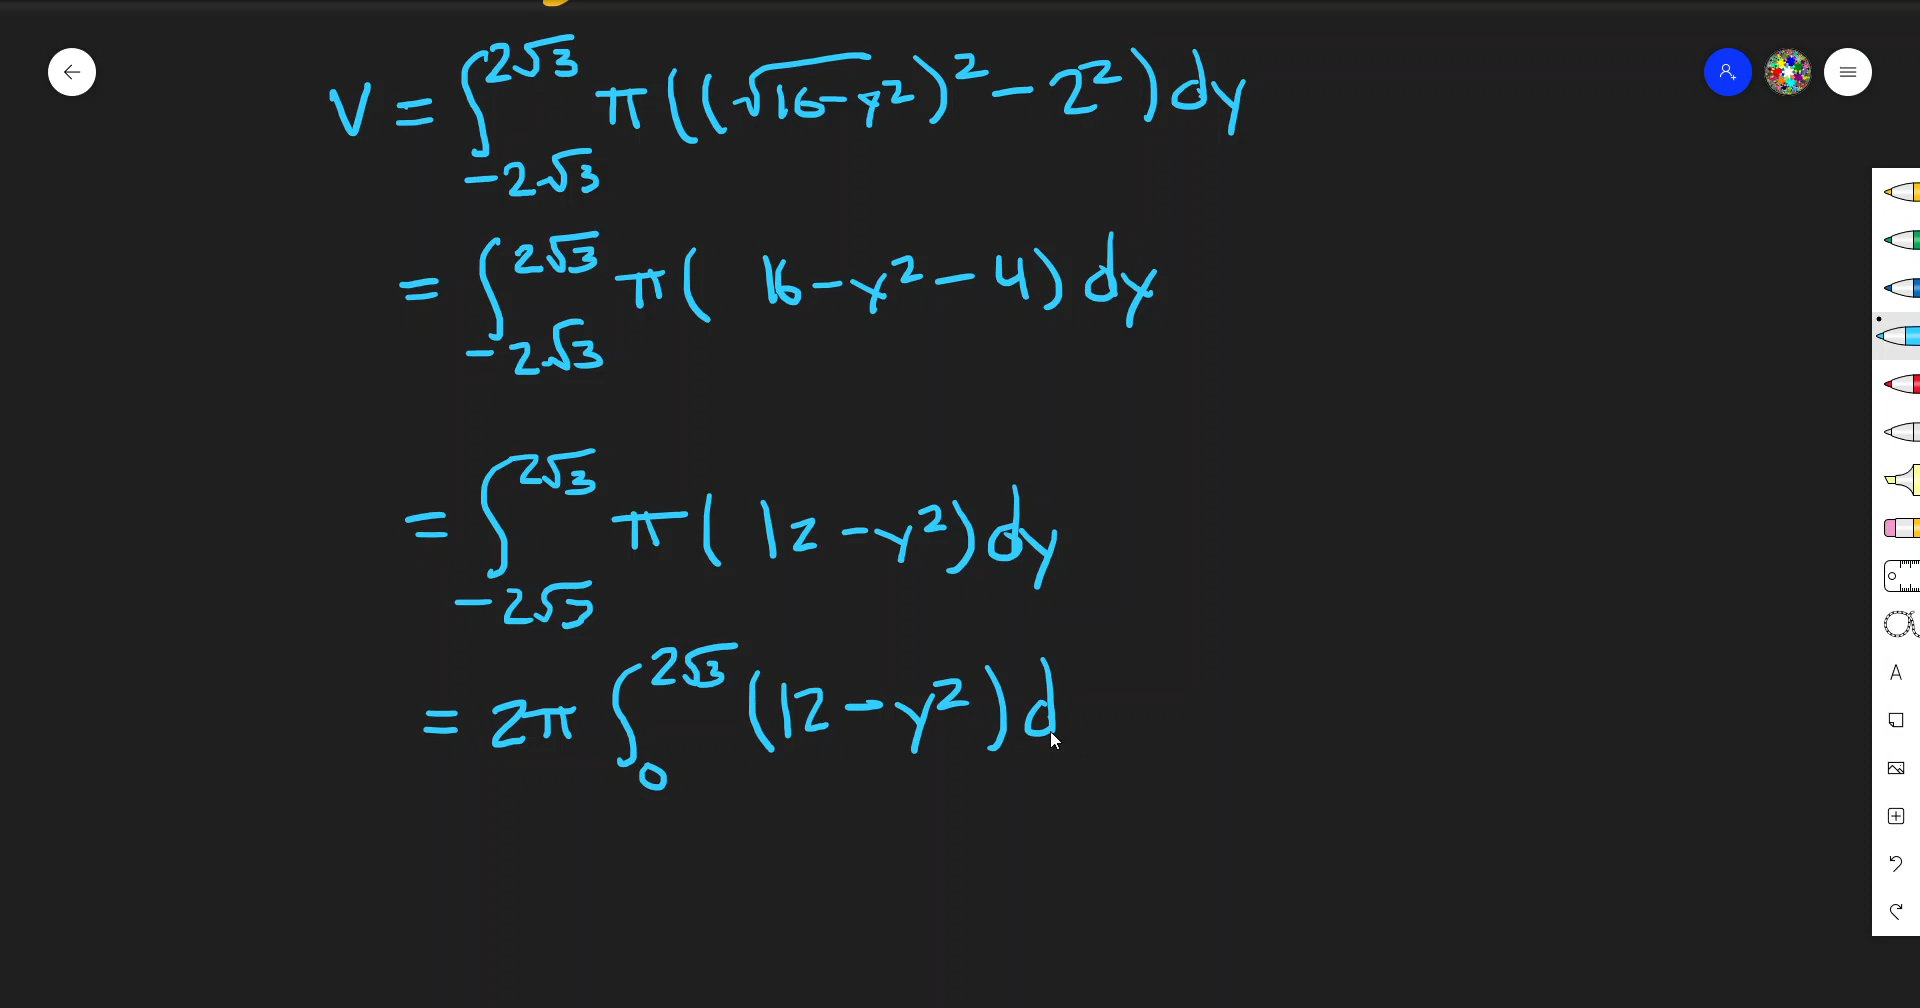 V = ∫_{-2√3}^{2√3} π((√16-y²)² - 2²) dy
= ∫_{-2√3}^{2√3} π( 16-y² - 4) dy
= ∫_{-2√3}^{2√3} π( 12 - y²) dy
= 2π ∫_0^{2√3} (12 - y²) d
A